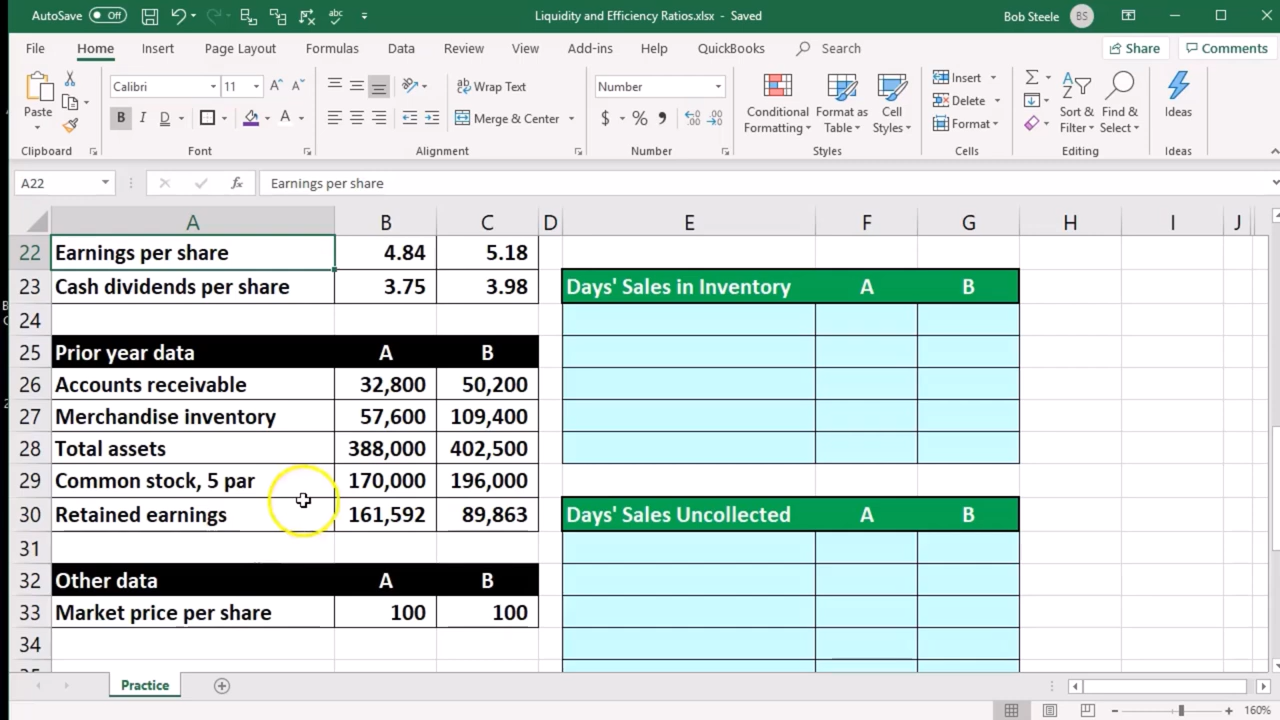 AutoSave Off Liquidity and Efficiency Ratios.xlsx - Saved Bob Steele BS
File Home Insert Page Layout Formulas Data Review View Add-ins Help QuickBooks Search Share Comments
Calibri 11 Wrap Text Number Insert
Paste Conditional Format as Cell Delete Sort & Find & Ideas
B I D A Merge & Center $ % Formatting Table Styles Format Filter Select
Clipboard Font Alignment Number Styles Cells Editing Ideas
A22 fx Earnings per share
A B C D E F G H I J
22 Earnings per share 4.84 5.18
23 Cash dividends per share 3.75 3.98 Days' Sales in Inventory A B
24
25 Prior year data A B
26 Accounts receivable 32,800 50,200
27 Merchandise inventory 57,600 109,400
28 Total assets 388,000 402,500
29 Common stock, 5 par 170,000 196,000
30 Retained earnings 161,592 89,863 Days' Sales Uncollected A B
31
32 Other data A B
33 Market price per share 100 100
34
Practice
160%